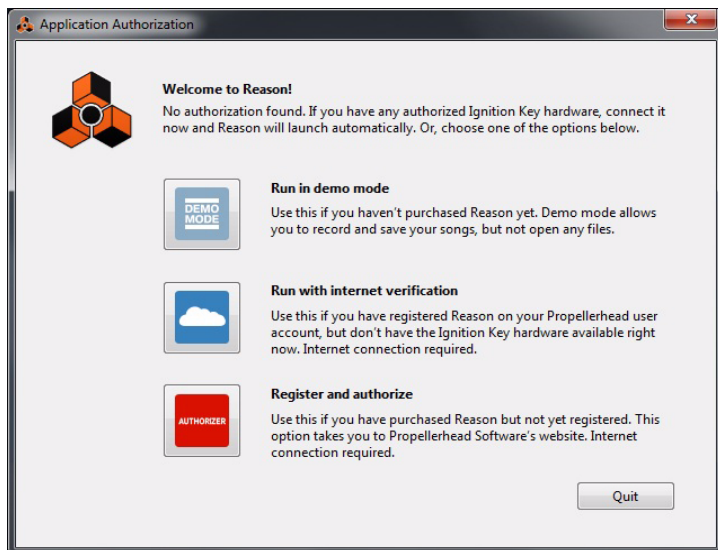 Application Authorization
Welcome to Reason!
No authorization found. If you have any authorized Ignition Key hardware, connect it
now and Reason will launch automatically. Or, choose one of the options below.
DEMO
MODE
Run in demo mode
Use this if you haven't purchased Reason yet. Demo mode allows
you to record and save your songs, but not open any files.
Run with internet verification
Use this if you have registered Reason on your Propellerhead user
account, but don't have the Ignition Key hardware available right
now. Internet connection required.
AUTHORIZER
Register and authorize
Use this if you have purchased Reason but not yet registered. This
option takes you to Propellerhead Software's website. Internet
connection required.
Quit